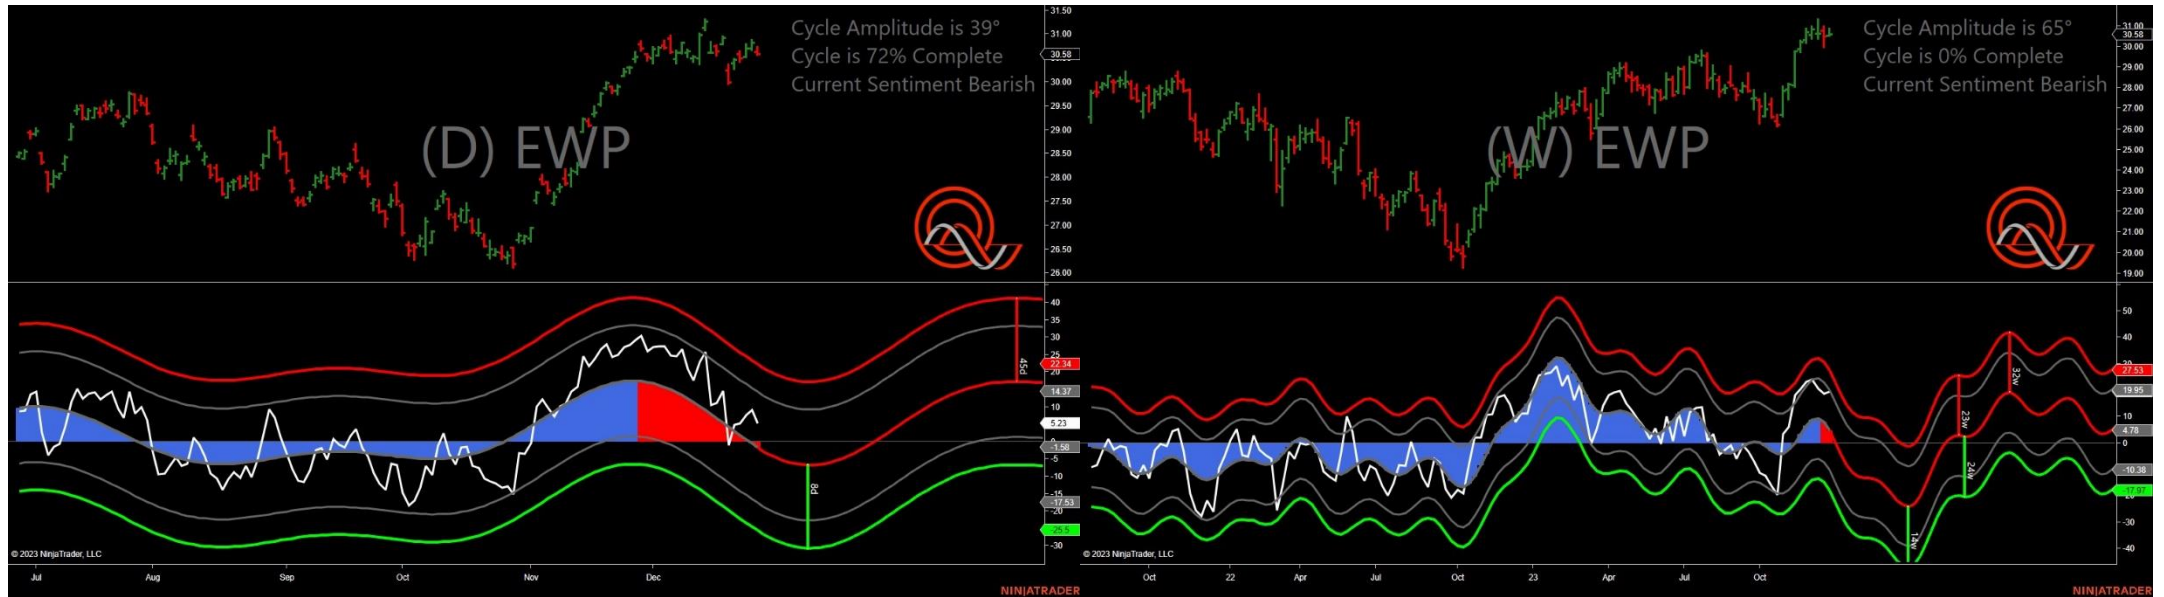 Cycle Amplitude is 39°
Cycle is 72% Complete
Current Sentiment Bearish
(D) EWP
31.50
31.00
30.58
30.00
29.50
29.00
28.50
28.00
27.50
27.00
26.50
26.00
40
35
30
25
22.34
20
14.37
10
5.23
0
-1.58
-5
-10
-15
-17.53
-20
-25.5
-30
45d
8d
© 2023 NinjaTrader, LLC
Jul Aug Sep Oct Nov Dec
NINJATRADER
Cycle Amplitude is 65°
Cycle is 0% Complete
Current Sentiment Bearish
(W) EWP
31.00
30.58
30.00
29.00
28.00
27.00
26.00
25.00
24.00
23.00
22.00
21.00
20.00
19.00
50
40
30
27.53
19.95
10
4.78
0
-10.38
-17.97
-20
-30
-40
32w
23w
24w
14w
© 2023 NinjaTrader, LLC
Oct 22 Apr Jul Oct 23 Apr Jul Oct
NINJATRADER